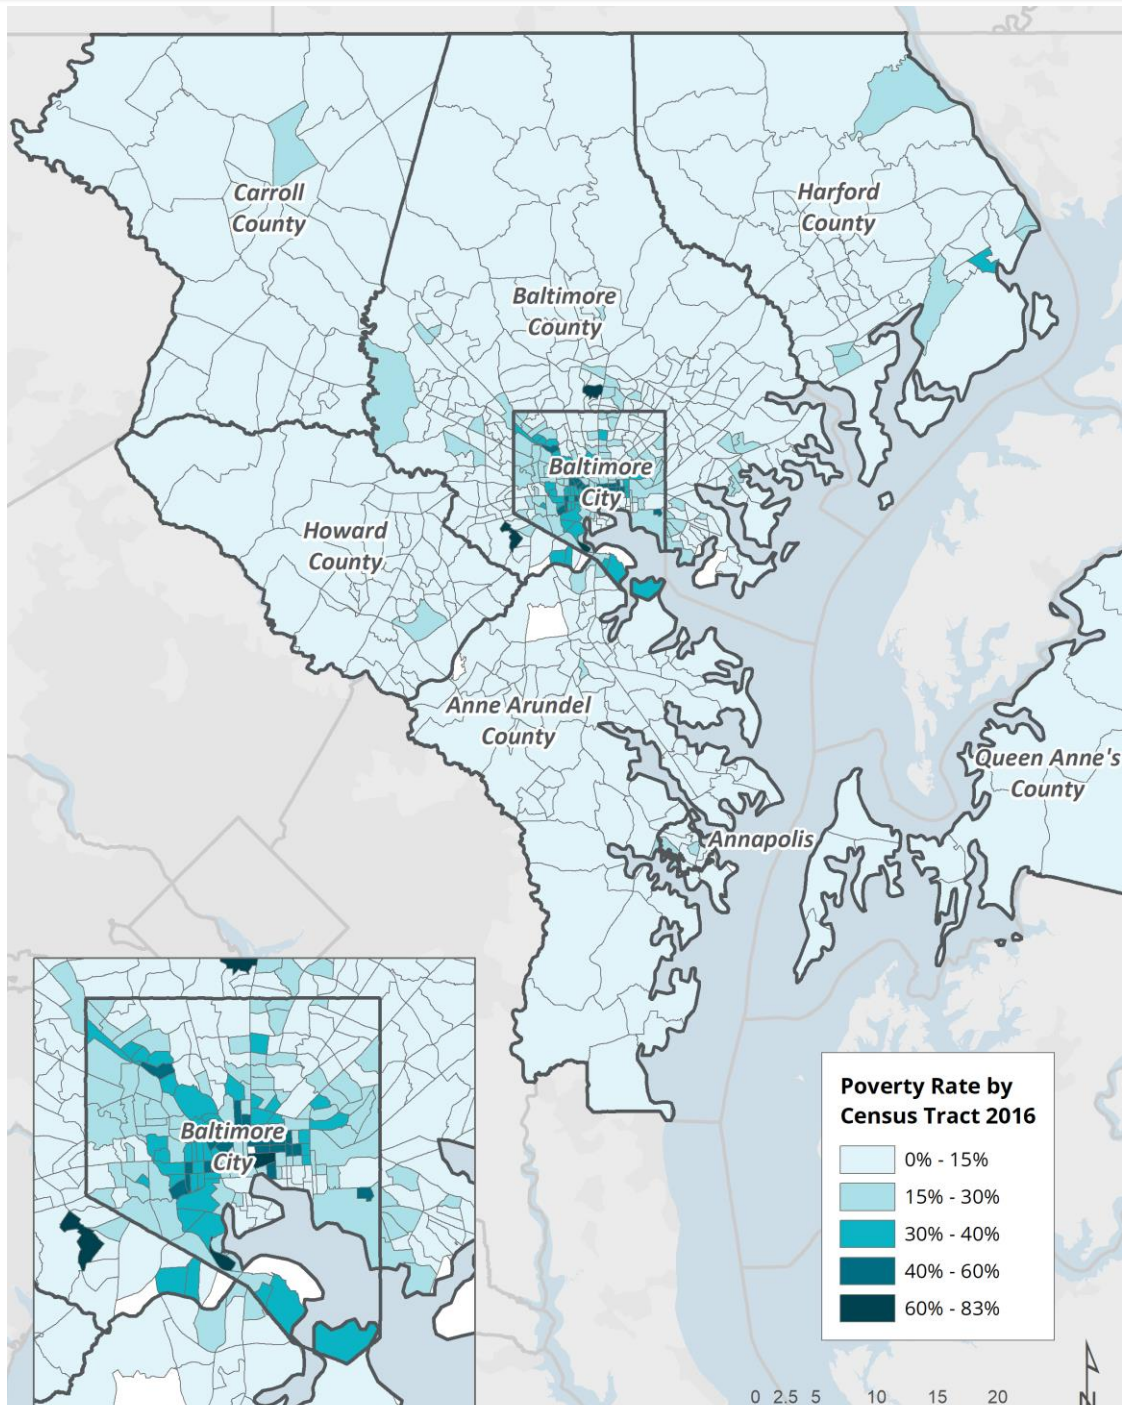 Carroll
County
Harford
County
Baltimore
County
Baltimore
City
Howard
County
Anne Arundel
County
Queen Anne's
County
Annapolis
Baltimore
City
Poverty Rate by
Census Tract 2016
0% - 15%
15% - 30%
30% - 40%
40% - 60%
60% - 83%
0 2.5 5 10 15 20